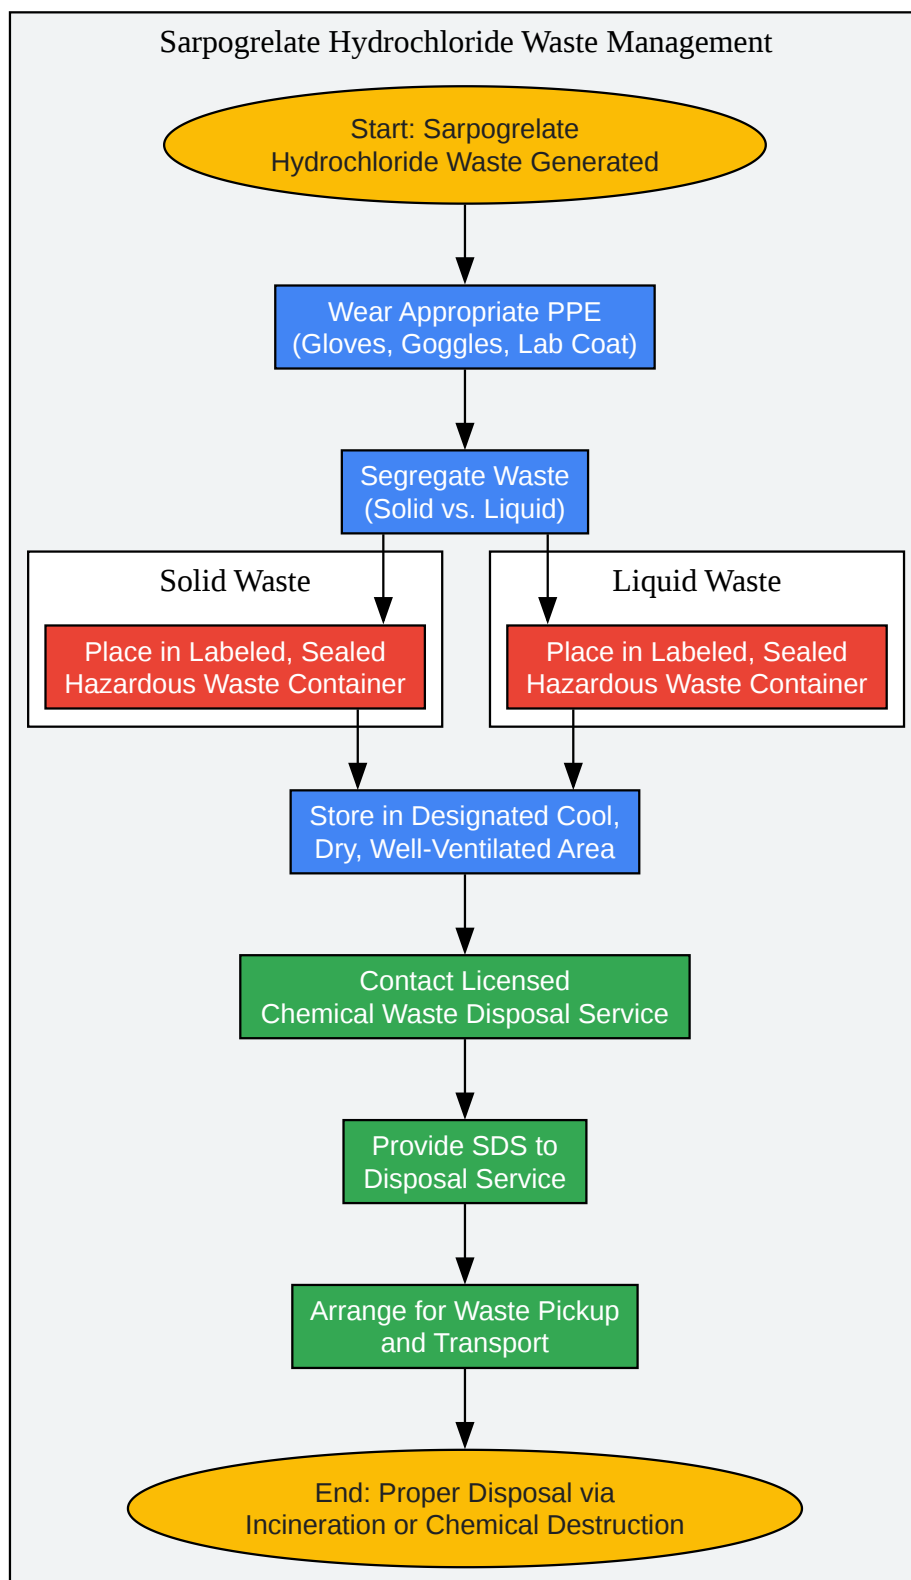 Sarpogrelate Hydrochloride Waste Management
Start: Sarpogrelate
Hydrochloride Waste Generated
Wear Appropriate PPE
(Gloves, Goggles, Lab Coat)
Segregate Waste
(Solid vs. Liquid)
Solid Waste
Place in Labeled, Sealed
Hazardous Waste Container
Liquid Waste
Place in Labeled, Sealed
Hazardous Waste Container
Store in Designated Cool,
Dry, Well-Ventilated Area
Contact Licensed
Chemical Waste Disposal Service
Provide SDS to
Disposal Service
Arrange for Waste Pickup
and Transport
End: Proper Disposal via
Incineration or Chemical Destruction